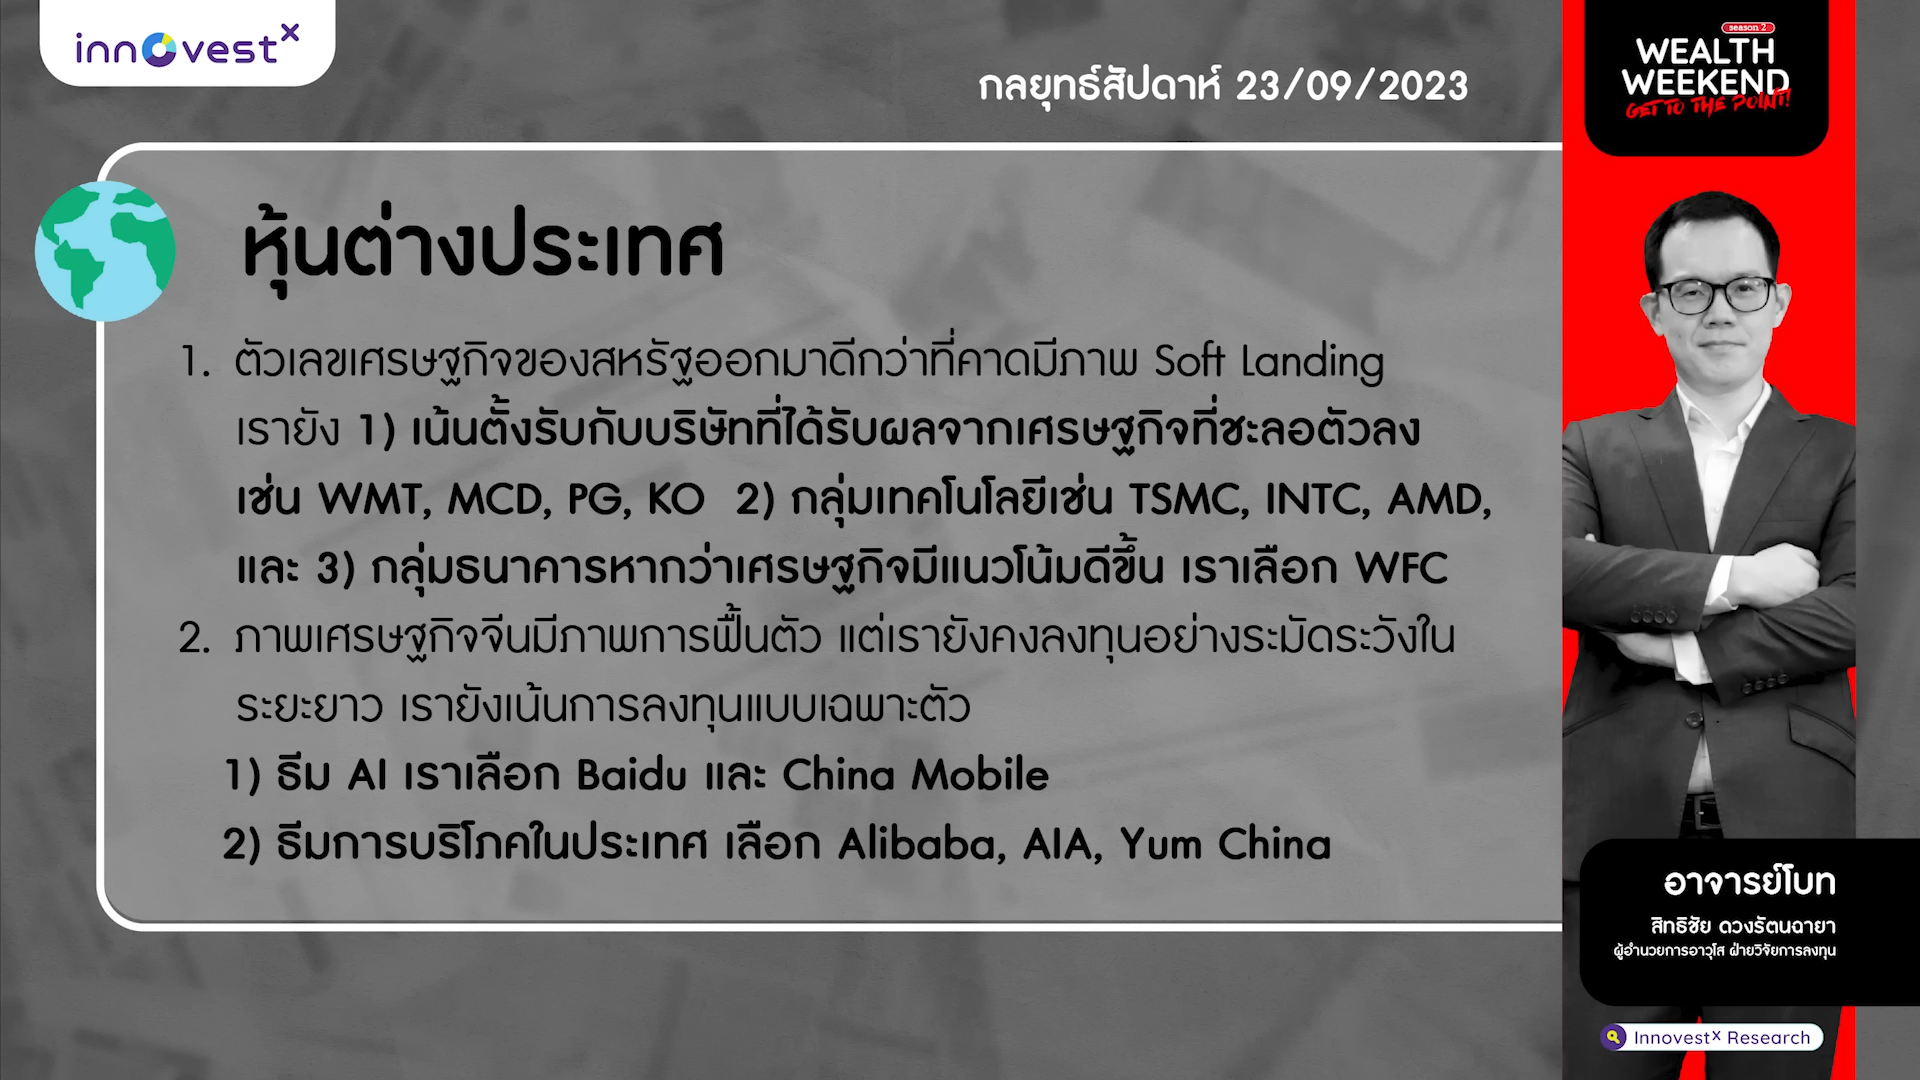 innovestx
กลยุทธ์สัปดาห์ 23/09/2023
season 2
WEALTH
WEEKEND
GET TO THE POINT!
หุ้นต่างประเทศ
1. ตัวเลขเศรษฐกิจของสหรัฐออกมาดีกว่าที่คาดมีภาพ Soft Landing
เรายัง 1) เน้นตั้งรับกับบริษัทที่ได้รับผลจากเศรษฐกิจที่ชะลอตัวลง
เช่น WMT, MCD, PG, KO 2) กลุ่มเทคโนโลยีเช่น TSMC, INTC, AMD,
และ 3) กลุ่มธนาคารหากว่าเศรษฐกิจมีแนวโน้มดีขึ้น เราเลือก WFC
2. ภาพเศรษฐกิจจีนมีภาพการฟื้นตัว แต่เรายังคงลงทุนอย่างระมัดระวังใน
ระยะยาว เรายังเน้นการลงทุนแบบเฉพาะตัว
1) ธีม AI เราเลือก Baidu และ China Mobile
2) ธีมการบริโภคในประเทศ เลือก Alibaba, AIA, Yum China
อาจารย์โบท
สิทธิชัย ดวงรัตนฉายา
ผู้อำนวยการอาวุโส ฝ่ายวิจัยการลงทุน
Innovestx Research